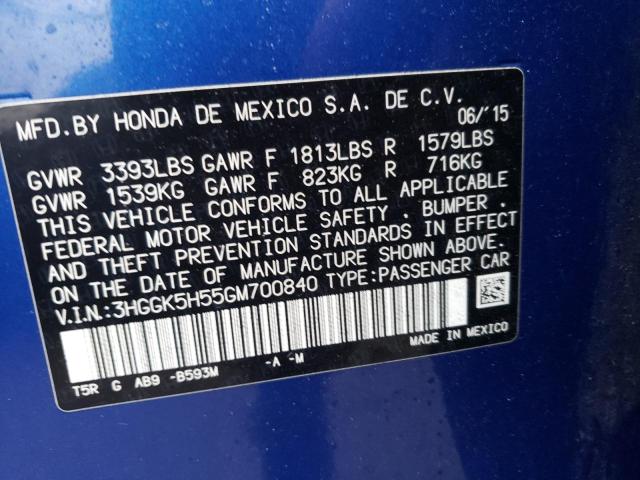 MFD.BY HONDA DE MEXICO S.A. DE C.V.
06/'15
GVWR 3393LBS GAWR F 1813LBS R 1579LBS
GVWR 1539KG GAWR F 823KG R 716KG
THIS VEHICLE CONFORMS TO ALL APPLICABLE
FEDERAL MOTOR VEHICLE SAFETY . BUMPER .
AND THEFT PREVENTION STANDARDS IN EFFECT
ON THE DATE OF MANUFACTURE SHOWN ABOVE.
V.I.N:3HGGK5H55GM700840 TYPE:PASSENGER CAR
MADE IN MEXICO
T5R G AB9 -B593M -A -M